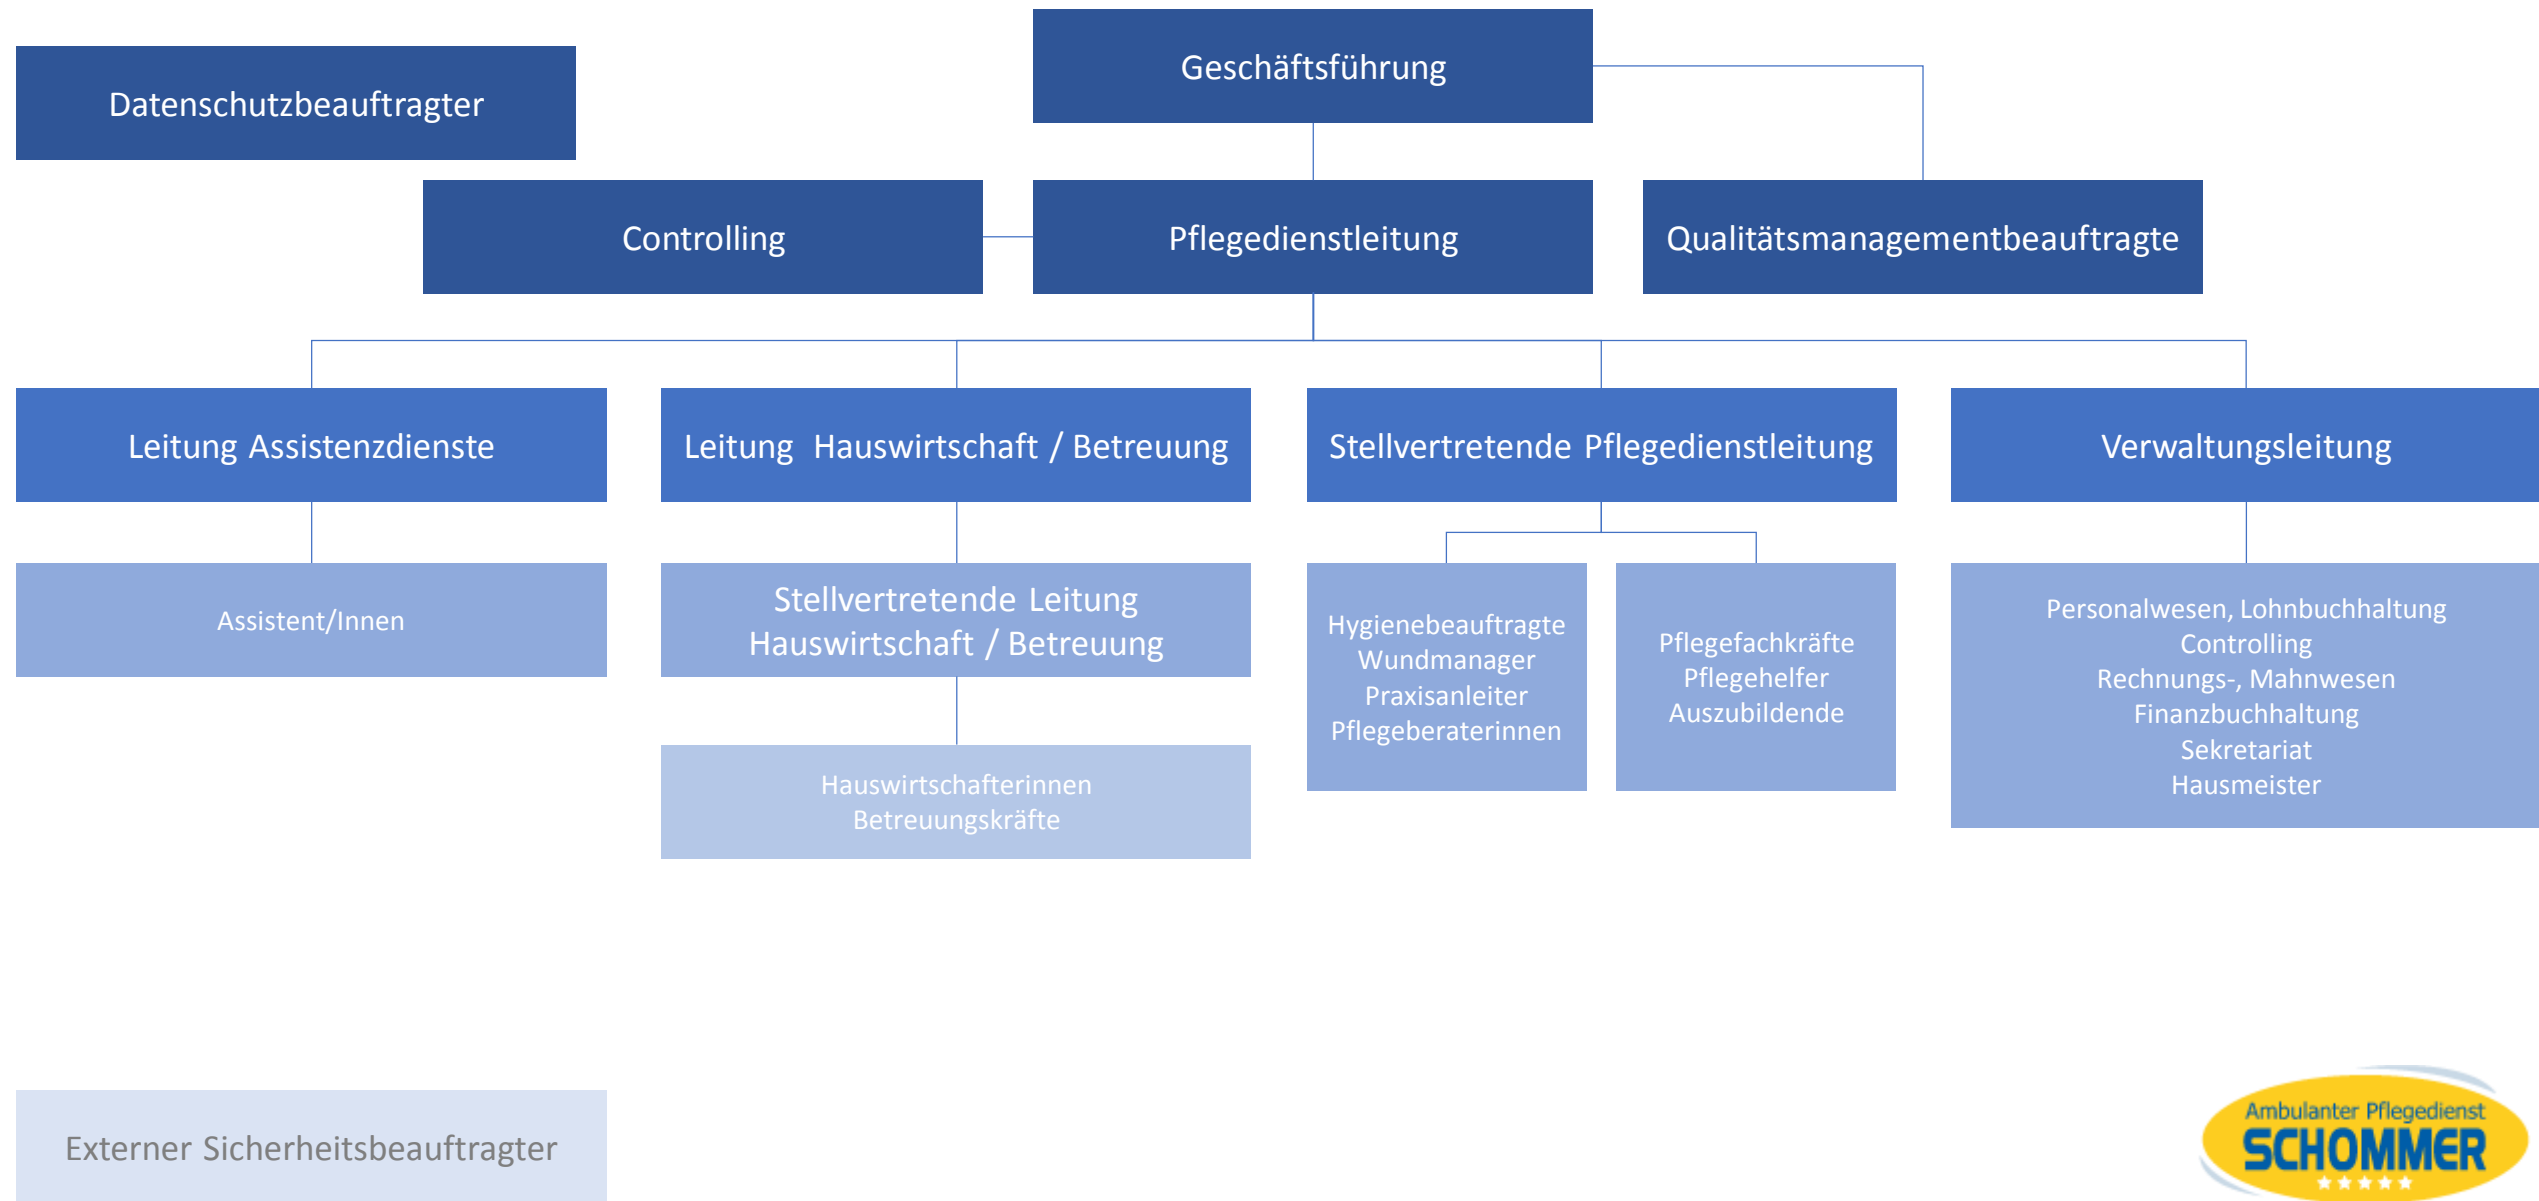 Geschäftsführung
Datenschutzbeauftragter
Controlling
Pflegedienstleitung
Qualitätsmanagementbeauftragte
Leitung Assistenzdienste
Leitung Hauswirtschaft / Betreuung
Stellvertretende Pflegedienstleitung
Verwaltungsleitung
Assistent/Innen
Stellvertretende Leitung
Hauswirtschaft / Betreuung
Hauswirtschafterinnen
Betreuungskräfte
Hygienebeauftragte
Wundmanager
Praxisanleiter
Pflegeberaterinnen
Pflegefachkräfte
Pflegehelfer
Auszubildende
Personalwesen, Lohnbuchhaltung
Controlling
Rechnungs-, Mahnwesen
Finanzbuchhaltung
Sekretariat
Hausmeister
Externer Sicherheitsbeauftragter
Ambulanter Pflegedienst
SCHOMMER